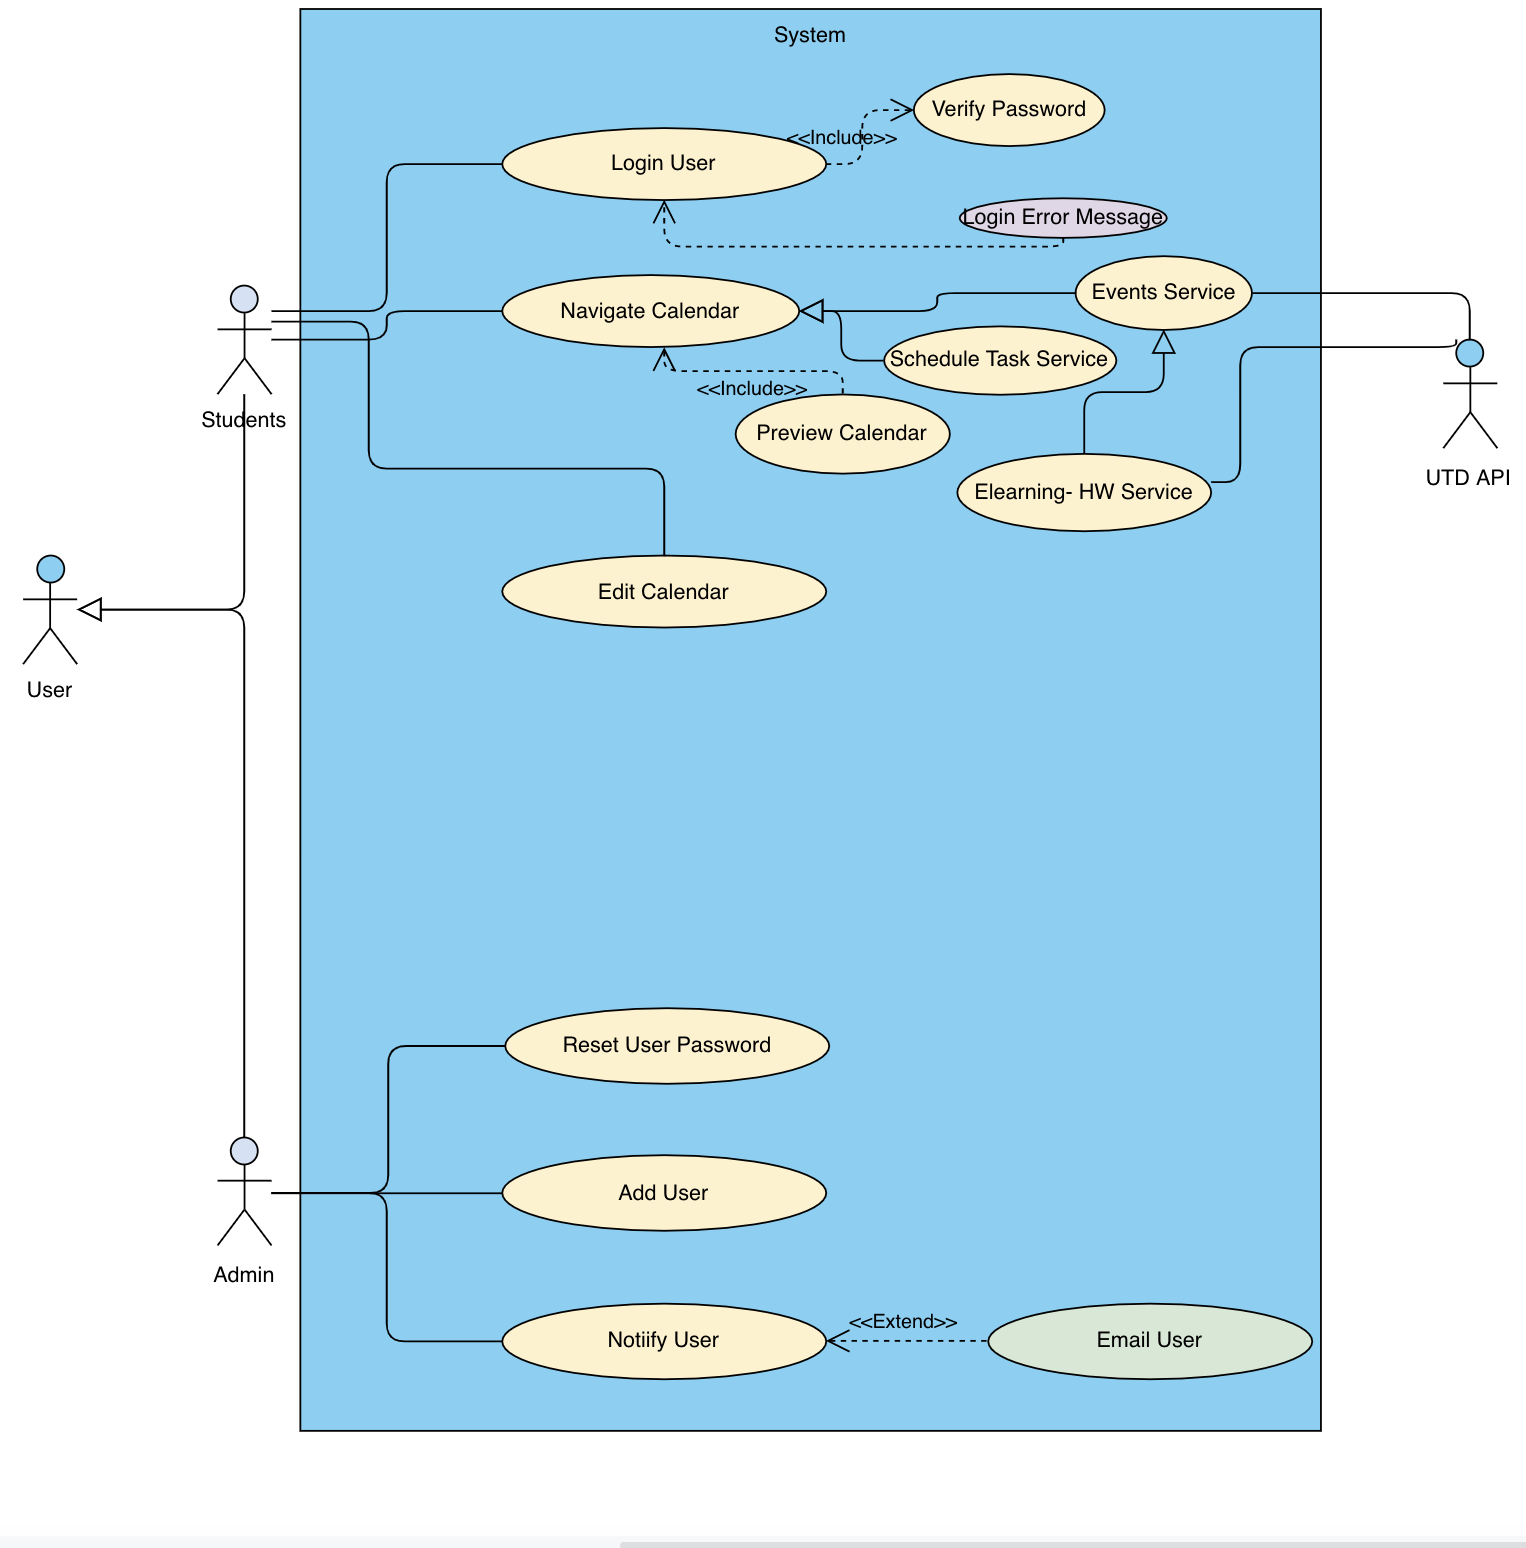 System
Verify Password
<<Include>>
Login User
Login Error Message
Events Service
Navigate Calendar
Schedule Task Service
<<Include>>
Students
Preview Calendar
UTD API
Elearning- HW Service
Edit Calendar
User
Reset User Password
Add User
Admin
<<Extend>>
Notiify User
Email User